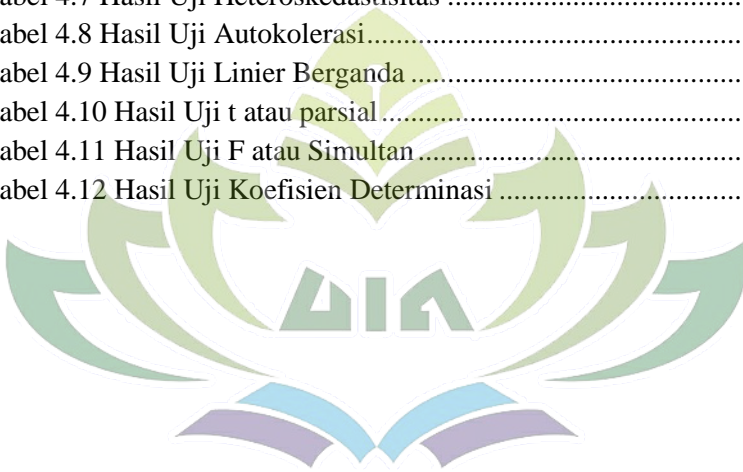 abel 4.7 Hasil Uji Heteroskedastisitas ......................................
abel 4.8 Hasil Uji Autokolerasi..................................................
abel 4.9 Hasil Uji Linier Berganda ............................................
abel 4.10 Hasil Uji t atau parsial................................................
abel 4.11 Hasil Uji F atau Simultan...........................................
abel 4.12 Hasil Uji Koefisien Determinasi ................................
UIN